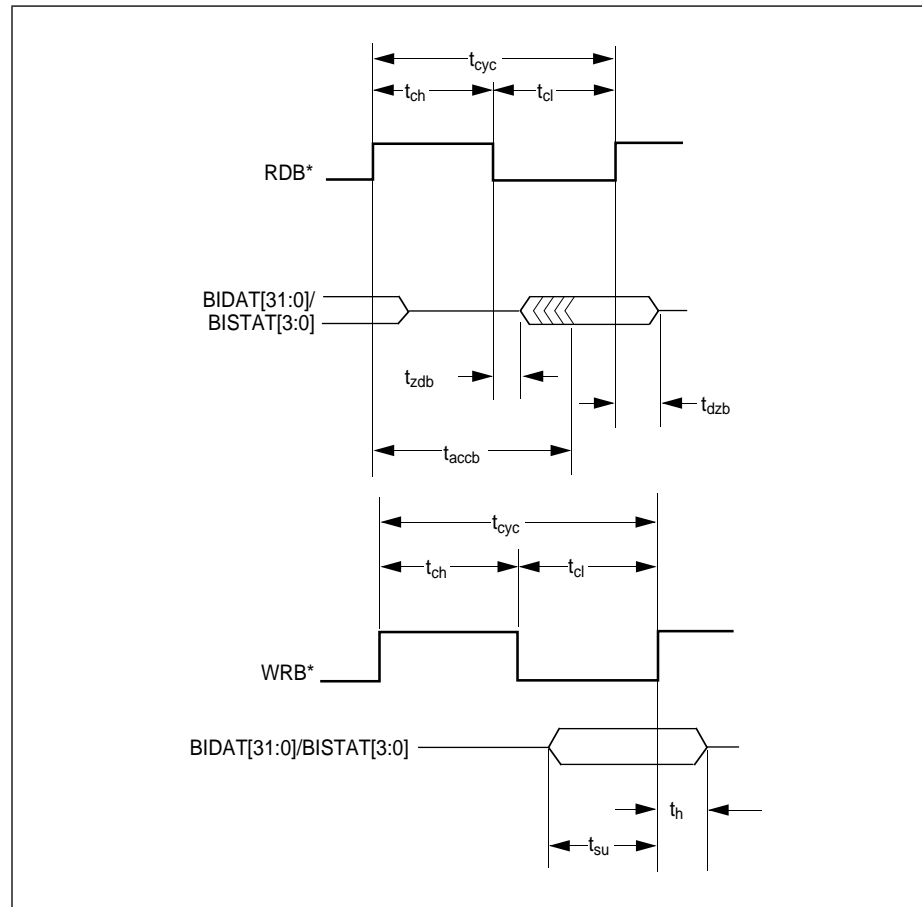 tcyc
tch tcl
RDB*
BIDAT[31:0]/
BISTAT[3:0]
tzdb
tdzb
taccb
tcyc
tch tcl
WRB*
BIDAT[31:0]/BISTAT[3:0]
th
tsu